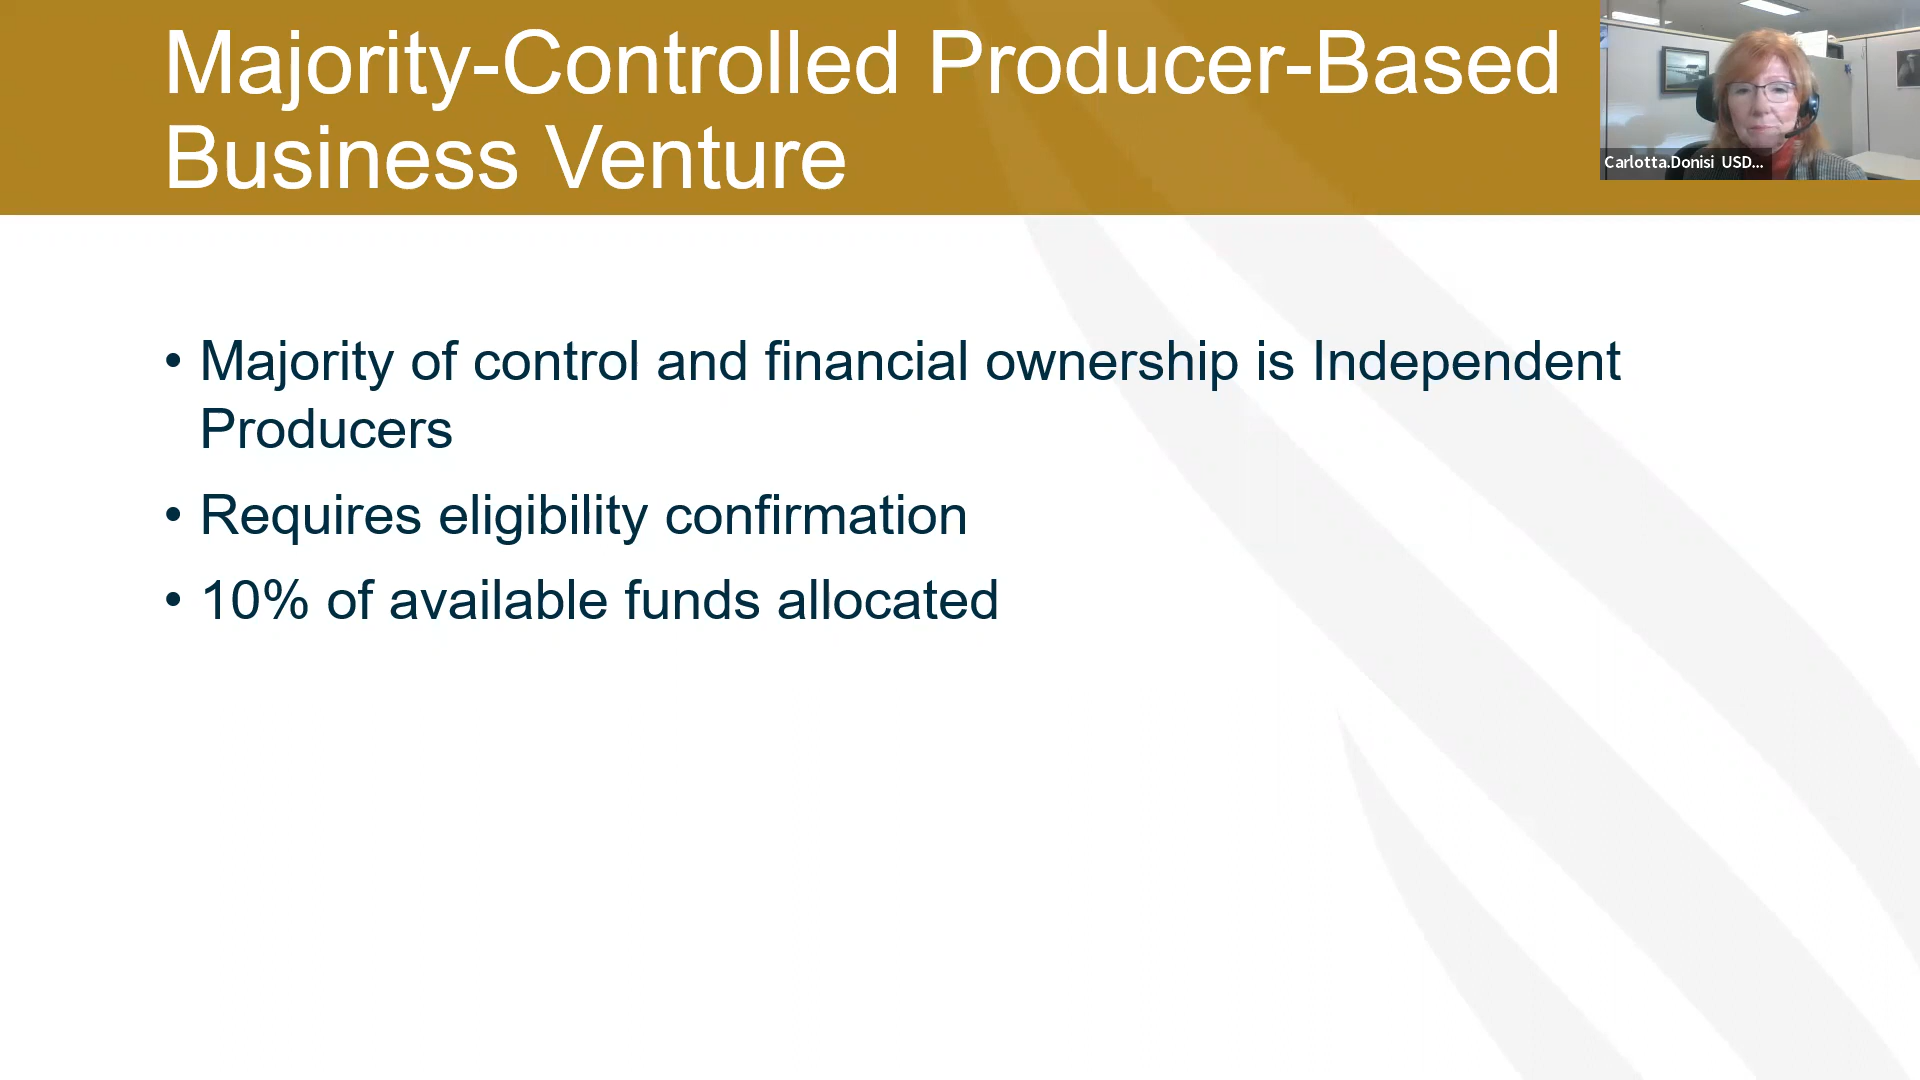 Majority-Controlled Producer-Based
Business Venture
Carlotta.Donisi USD...
• Majority of control and financial ownership is Independent
Producers
• Requires eligibility confirmation
• 10% of available funds allocated